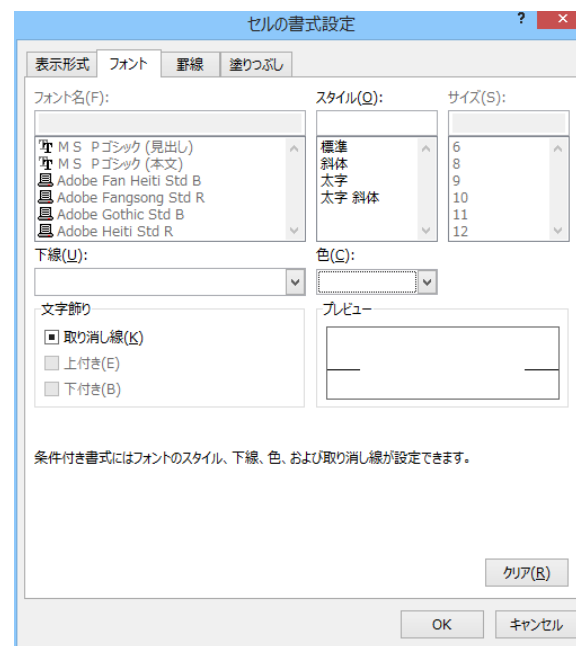 セルの書式設定
?
表示形式 フォント 罫線 塗りつぶし
フォント名(F): スタイル(O): サイズ(S):
MS Pゴシック (見出し) 標準 6
MS Pゴシック (本文) 斜体 8
Adobe Fan Heiti Std B 太字 9
Adobe Fangsong Std R 太字 斜体 10
Adobe Gothic Std B 11
Adobe Heiti Std R 12
下線(U): 色(C):
文字飾り プレビュー
取り消し線(K)
上付き(E)
下付き(B)
条件付き書式にはフォントのスタイル、下線、色、および取り消し線が設定できます。
クリア(R)
OK キャンセル